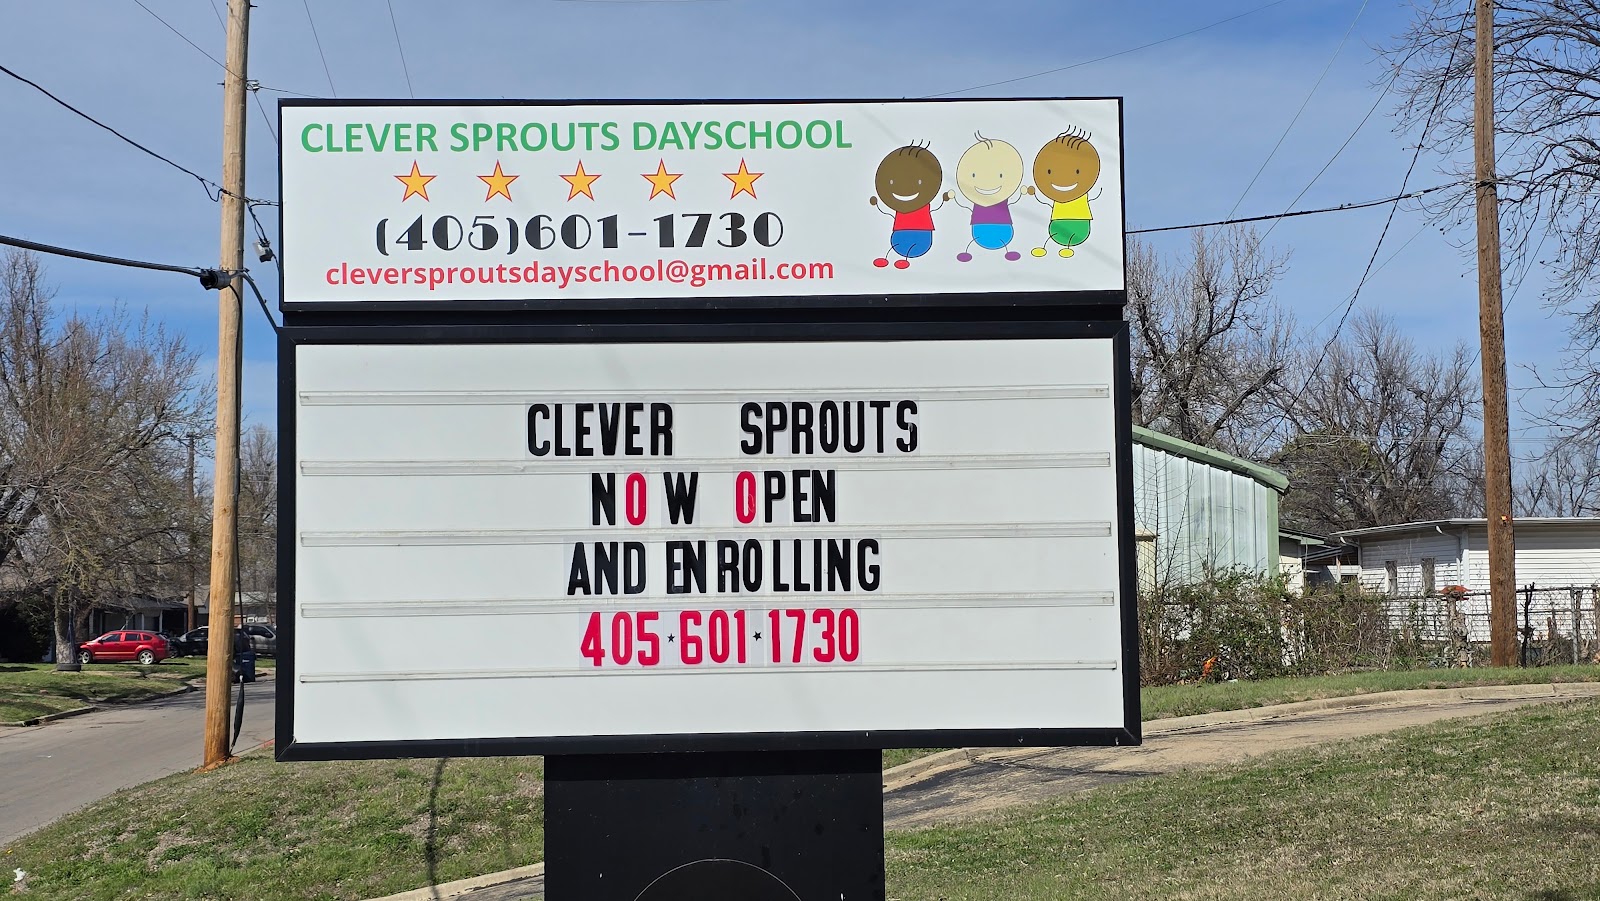 CLEVER SPROUTS DAYSCHOOL
(405)601-1730
cleversproutsdayschool@gmail.com
CLEVER SPROUTS
NOW OPEN
AND ENROLLING
405★601★1730